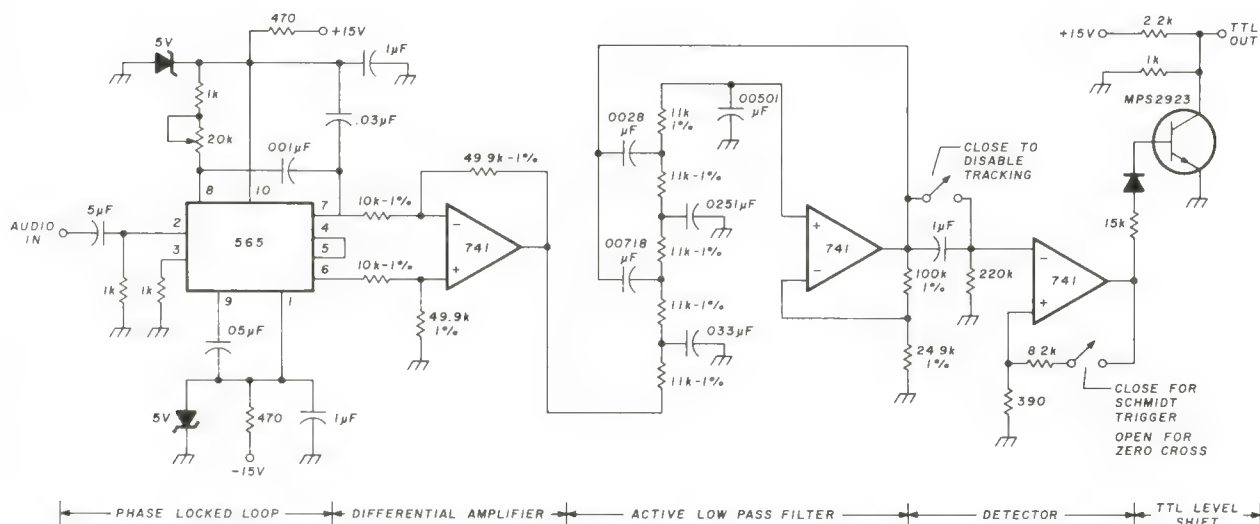 470
+15V
5V
1µF
1k
20k
.03µF
001µF
8
10
5µF
AUDIO
IN
2
3
565
7
4
5
6
9
1
1k
1k
05µF
5V
470
1µF
-15V
49.9k-1%
10k-1%
10k-1%
741
49.9k
1%
0028
µF
11k
1%
00501
µF
11k-1%
0251µF
11k-1%
00718
µF
11k-1%
033µF
11k-1%
741
CLOSE TO
DISABLE
TRACKING
1µF
100k
1%
220k
24.9k
1%
741
8.2k
390
CLOSE FOR
SCHMIDT
TRIGGER
OPEN FOR
ZERO CROSS
+15V
2.2k
TTL
OUT
1k
MPS2923
15k
PHASE LOCKED LOOP
DIFFERENTIAL AMPLIFIER
ACTIVE LOW PASS FILTER
DETECTOR
TTL LEVEL
SHIFT